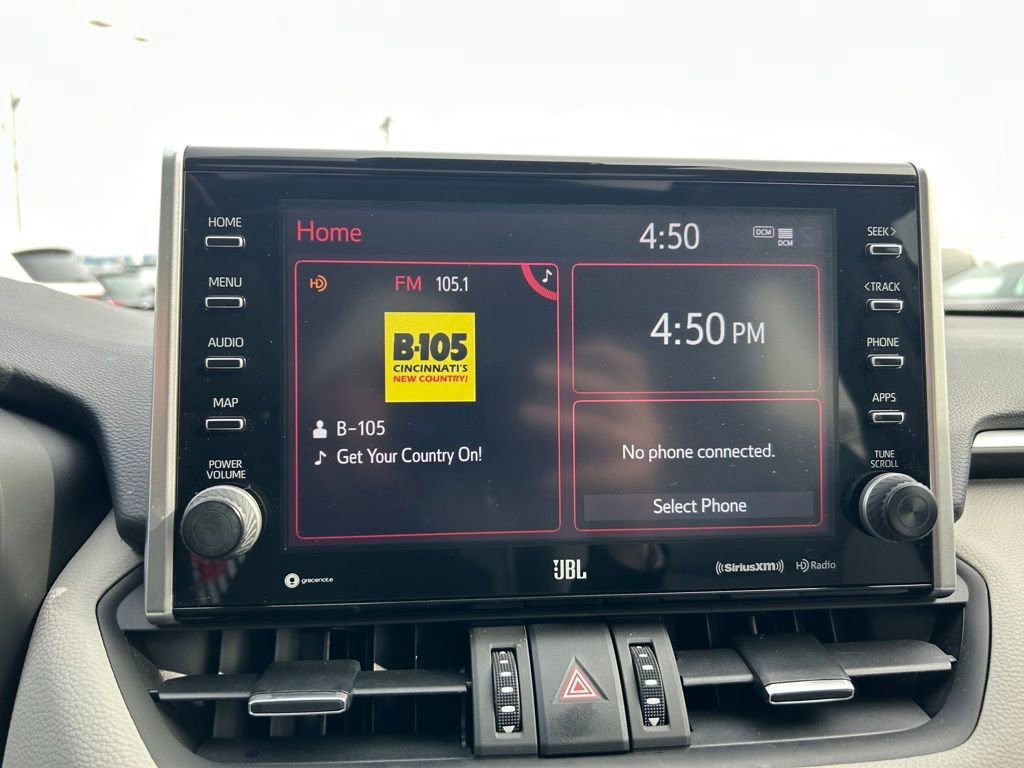 HOME
MENU
AUDIO
MAP
POWER
VOLUME
Home
4:50
DCM
DCM
HD
FM 105.1
B-105
CINCINNATI'S
NEW COUNTRY!
B-105
Get Your Country On!
4:50 PM
No phone connected.
Select Phone
SEEK >
< TRACK
PHONE
APPS
TUNE
SCROLL
gracenote
JBL
((SiriusXM))
HD Radio